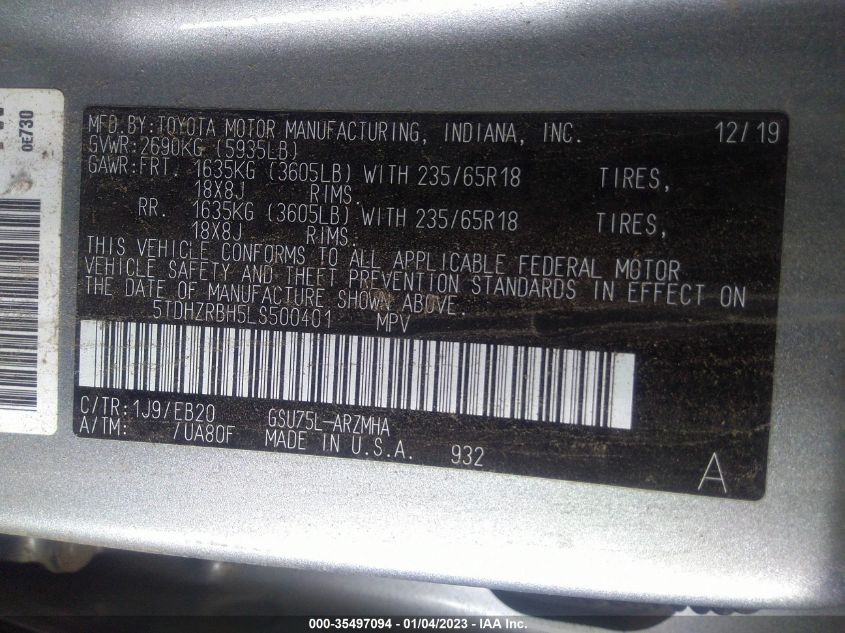 0E730
MFD.BY:TOYOTA MOTOR MANUFACTURING, INDIANA, INC. 12/19
GVWR:2690KG (5935LB)
GAWR:FRT. 1635KG (3605LB) WITH 235/65R18 TIRES,
18X8J RIMS.
RR. 1635KG (3605LB) WITH 235/65R18 TIRES,
18X8J RIMS.
THIS VEHICLE CONFORMS TO ALL APPLICABLE FEDERAL MOTOR
VEHICLE SAFETY AND THEFT PREVENTION STANDARDS IN EFFECT ON
THE DATE OF MANUFACTURE SHOWN ABOVE.
5TDHZRBH5LS500401 MPV
C/TR:1J9/EB20 GSU75L-ARZMHA
A/TM: /UA80F MADE IN U.S.A. 932
A
000-35497094 - 01/04/2023 - IAA Inc.